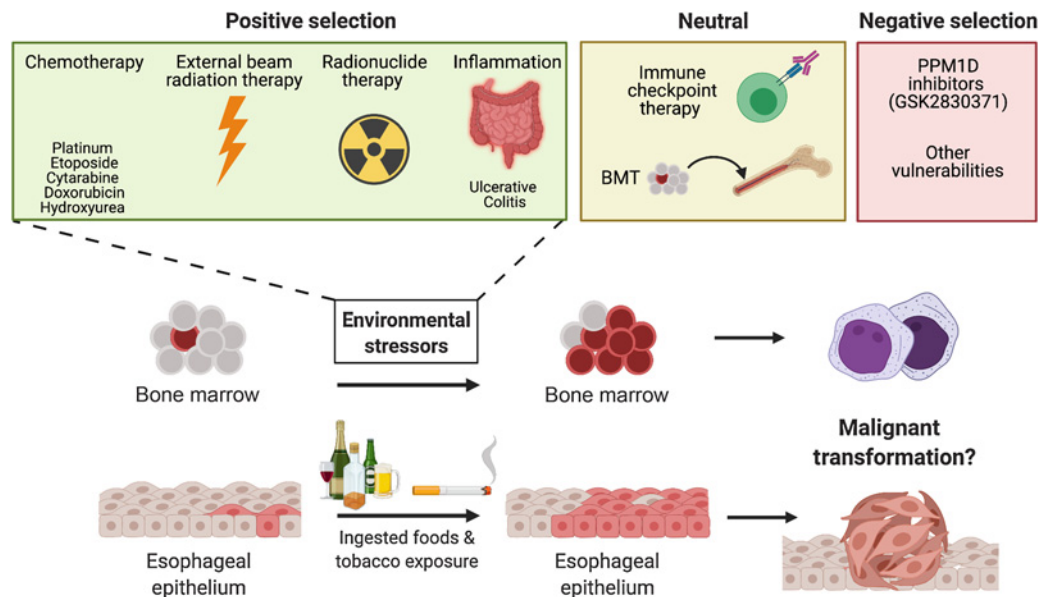 Positive selection
Neutral
Negative selection
Chemotherapy
Platinum
Etoposide
Cytarabine
Doxorubicin
Hydroxyurea
External beam
radiation therapy
Radionuclide
therapy
Inflammation
Ulcerative
Colitis
Immune
checkpoint
therapy
BMT
PPM1D
inhibitors
(GSK2830371)
Other
vulnerabilities
Environmental
stressors
Bone marrow
Bone marrow
Malignant
transformation?
Esophageal
epithelium
Ingested foods &
tobacco exposure
Esophageal
epithelium